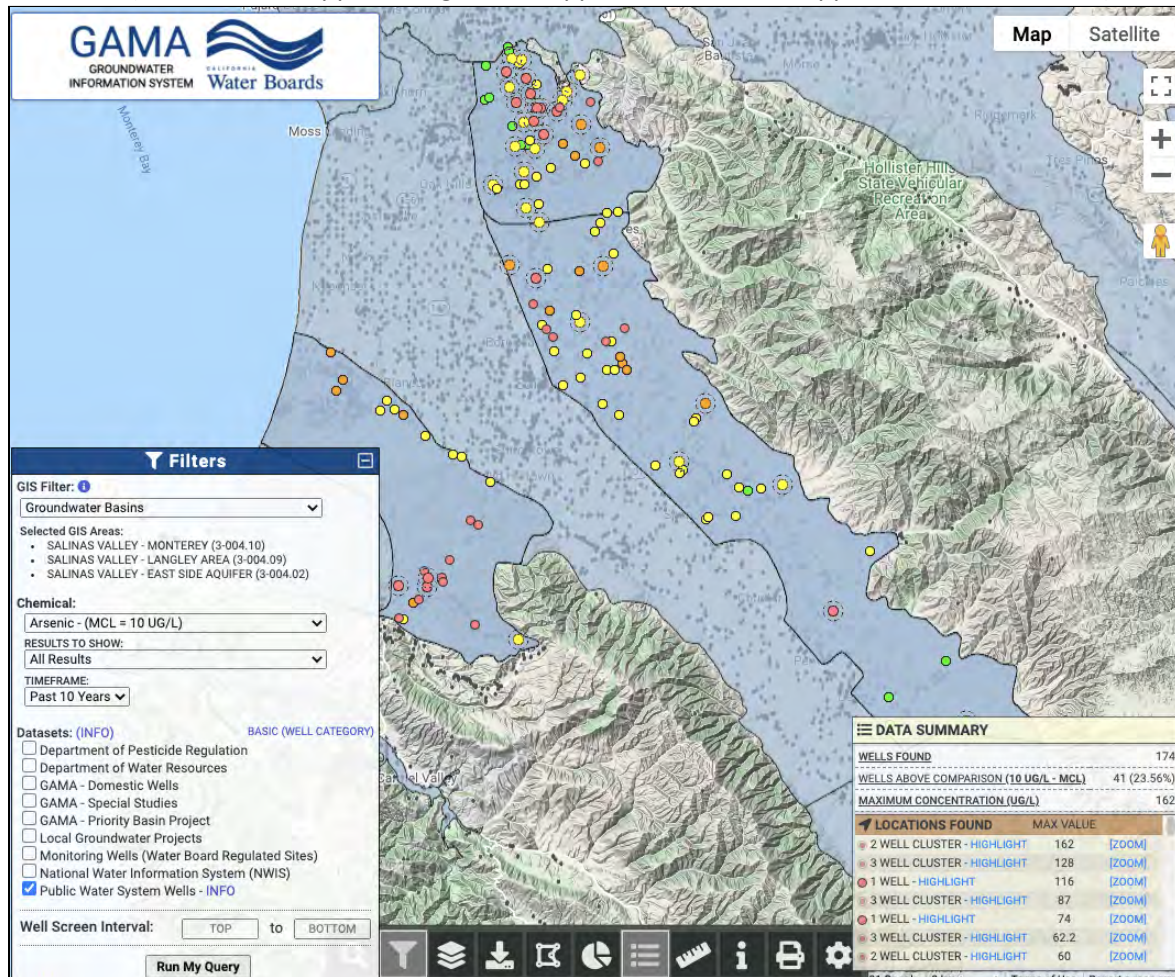 GAMA
GROUNDWATER
INFORMATION SYSTEM
CALIFORNIA
Water Boards
Map
Satellite
Monterey Bay
Moss
Hollister Hills
State Vehicular
Recreation
Area
Tres Pinos
Filters
GIS Filter:
Groundwater Basins
Selected GIS Areas:
• SALINAS VALLEY - MONTEREY (3-004.10)
• SALINAS VALLEY - LANGLEY AREA (3-004.09)
• SALINAS VALLEY - EAST SIDE AQUIFER (3-004.02)
Chemical:
Arsenic - (MCL = 10 UG/L)
RESULTS TO SHOW:
All Results
TIMEFRAME:
Past 10 Years
Datasets: (INFO) BASIC (WELL CATEGORY)
Department of Pesticide Regulation
Department of Water Resources
GAMA - Domestic Wells
GAMA - Special Studies
GAMA - Priority Basin Project
Local Groundwater Projects
Monitoring Wells (Water Board Regulated Sites)
National Water Information System (NWIS)
Public Water System Wells - INFO
Well Screen Interval: TOP to BOTTOM
Run My Query
DATA SUMMARY
WELLS FOUND 174
WELLS ABOVE COMPARISON (10 UG/L - MCL) 41 (23.56%)
MAXIMUM CONCENTRATION (UG/L) 162
LOCATIONS FOUND MAX VALUE
2 WELL CLUSTER - HIGHLIGHT 162 [ZOOM]
3 WELL CLUSTER - HIGHLIGHT 128 [ZOOM]
1 WELL - HIGHLIGHT 116 [ZOOM]
3 WELL CLUSTER - HIGHLIGHT 87 [ZOOM]
1 WELL - HIGHLIGHT 74 [ZOOM]
3 WELL CLUSTER - HIGHLIGHT 62.2 [ZOOM]
2 WELL CLUSTER - HIGHLIGHT 60 [ZOOM]